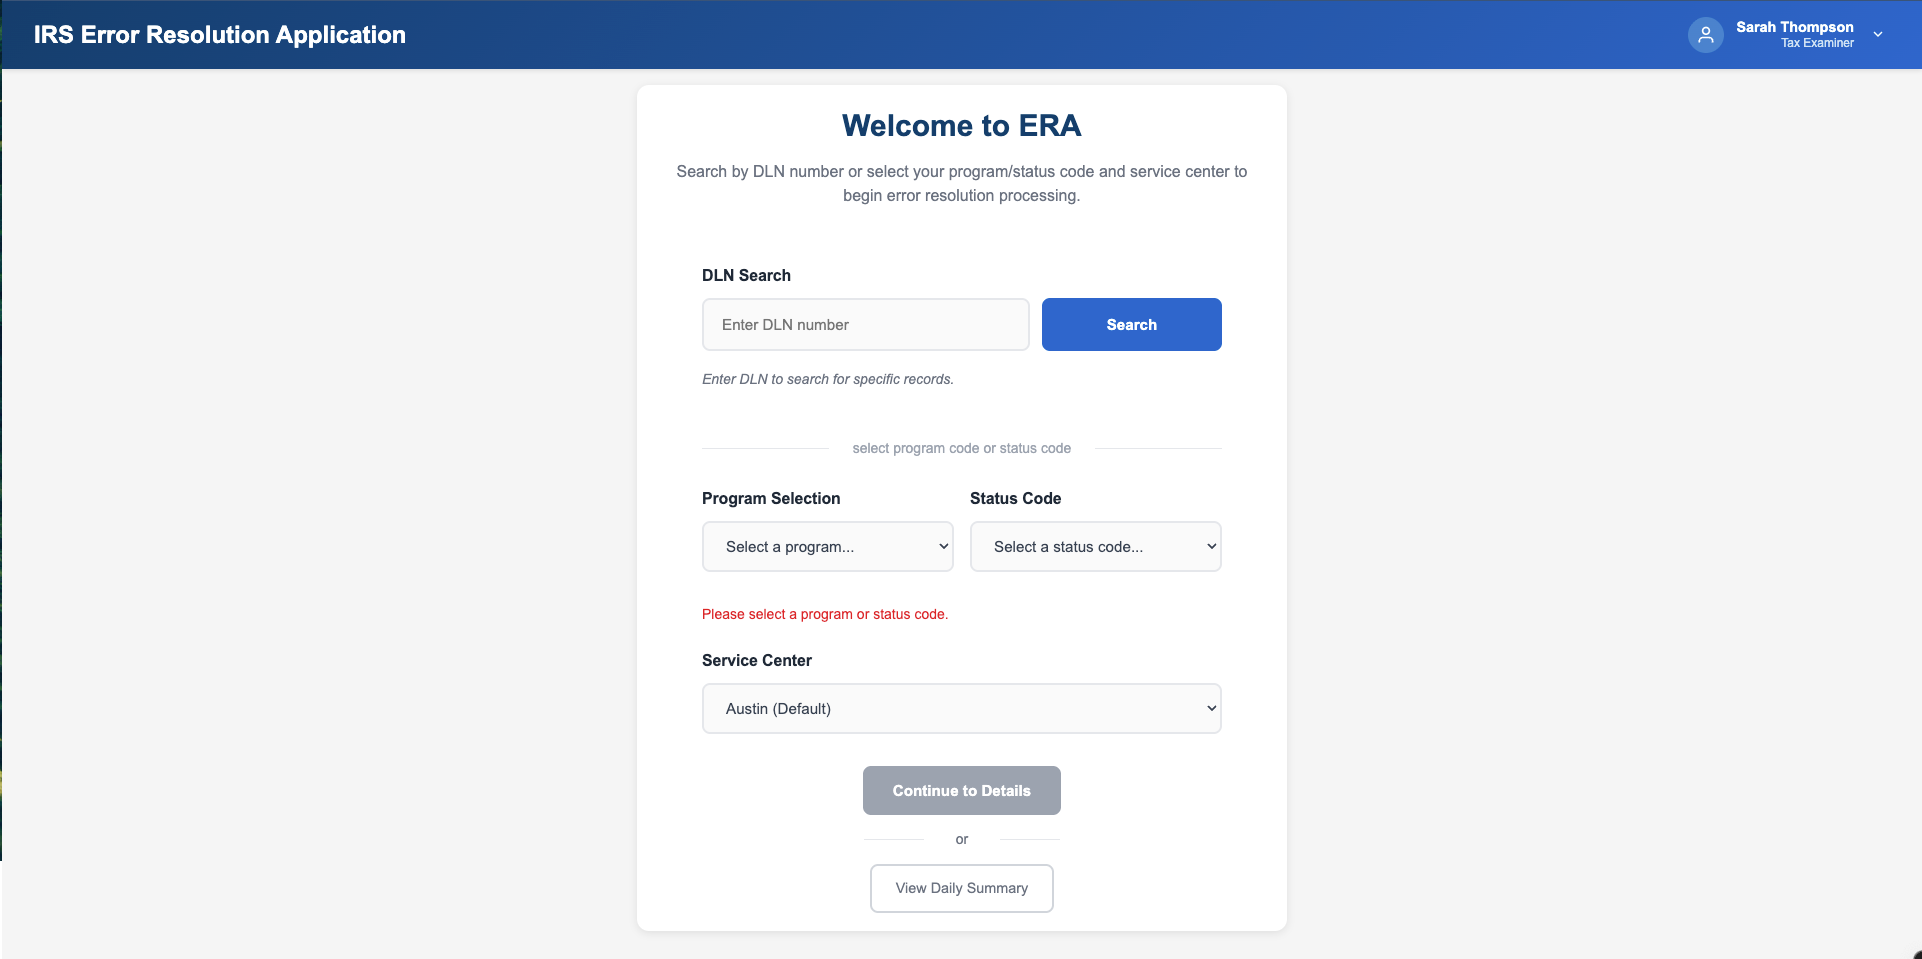 IRS Error Resolution Application
Sarah Thompson
Tax Examiner
Welcome to ERA
Search by DLN number or select your program/status code and service center to
begin error resolution processing.
DLN Search
Enter DLN number
Search
Enter DLN to search for specific records.
select program code or status code
Program Selection
Status Code
Select a program...
Select a status code...
Please select a program or status code.
Service Center
Austin (Default)
Continue to Details
or
View Daily Summary